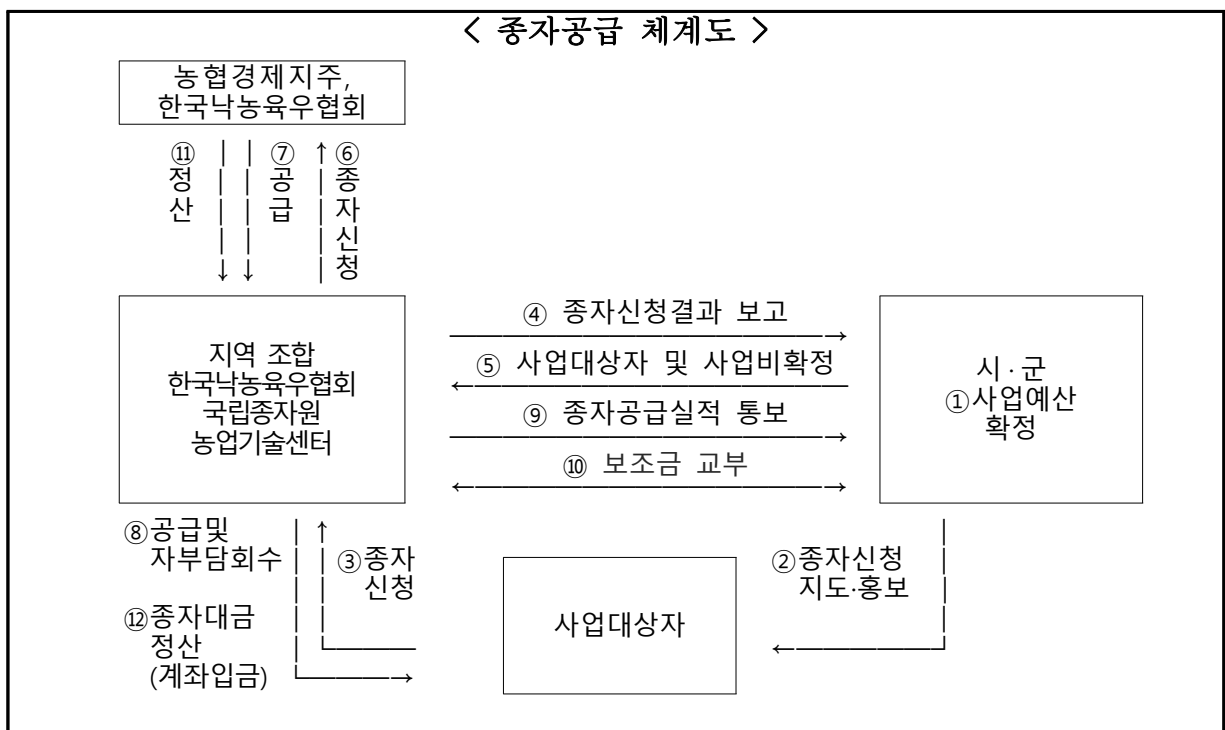 < 종자공급 체계도 >
농협경제지주,
한국낙농육우협회
⑪정산
⑦공급
⑥종자신청
지역 조합
한국낙농육우협회
국립종자원
농업기술센터
④ 종자신청결과 보고
⑤ 사업대상자 및 사업비확정
⑨ 종자공급실적 통보
⑩ 보조금 교부
시·군
①사업예산
확정
⑧공급및
자부담회수
③종자
신청
⑫종자대금
정산
(계좌입금)
사업대상자
②종자신청
지도·홍보